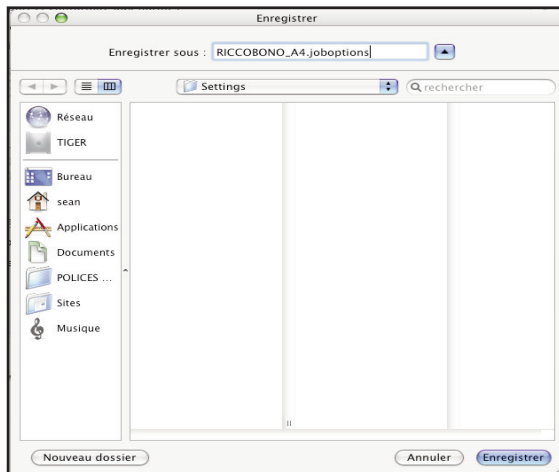 Enregistrer
Enregistrer sous : RICCOBONO_A4.joboptions
Settings
rechercher
Réseau
TIGER
Bureau
sean
Applications
Documents
POLICES ...
Sites
Musique
Nouveau dossier
Annuler
Enregistrer